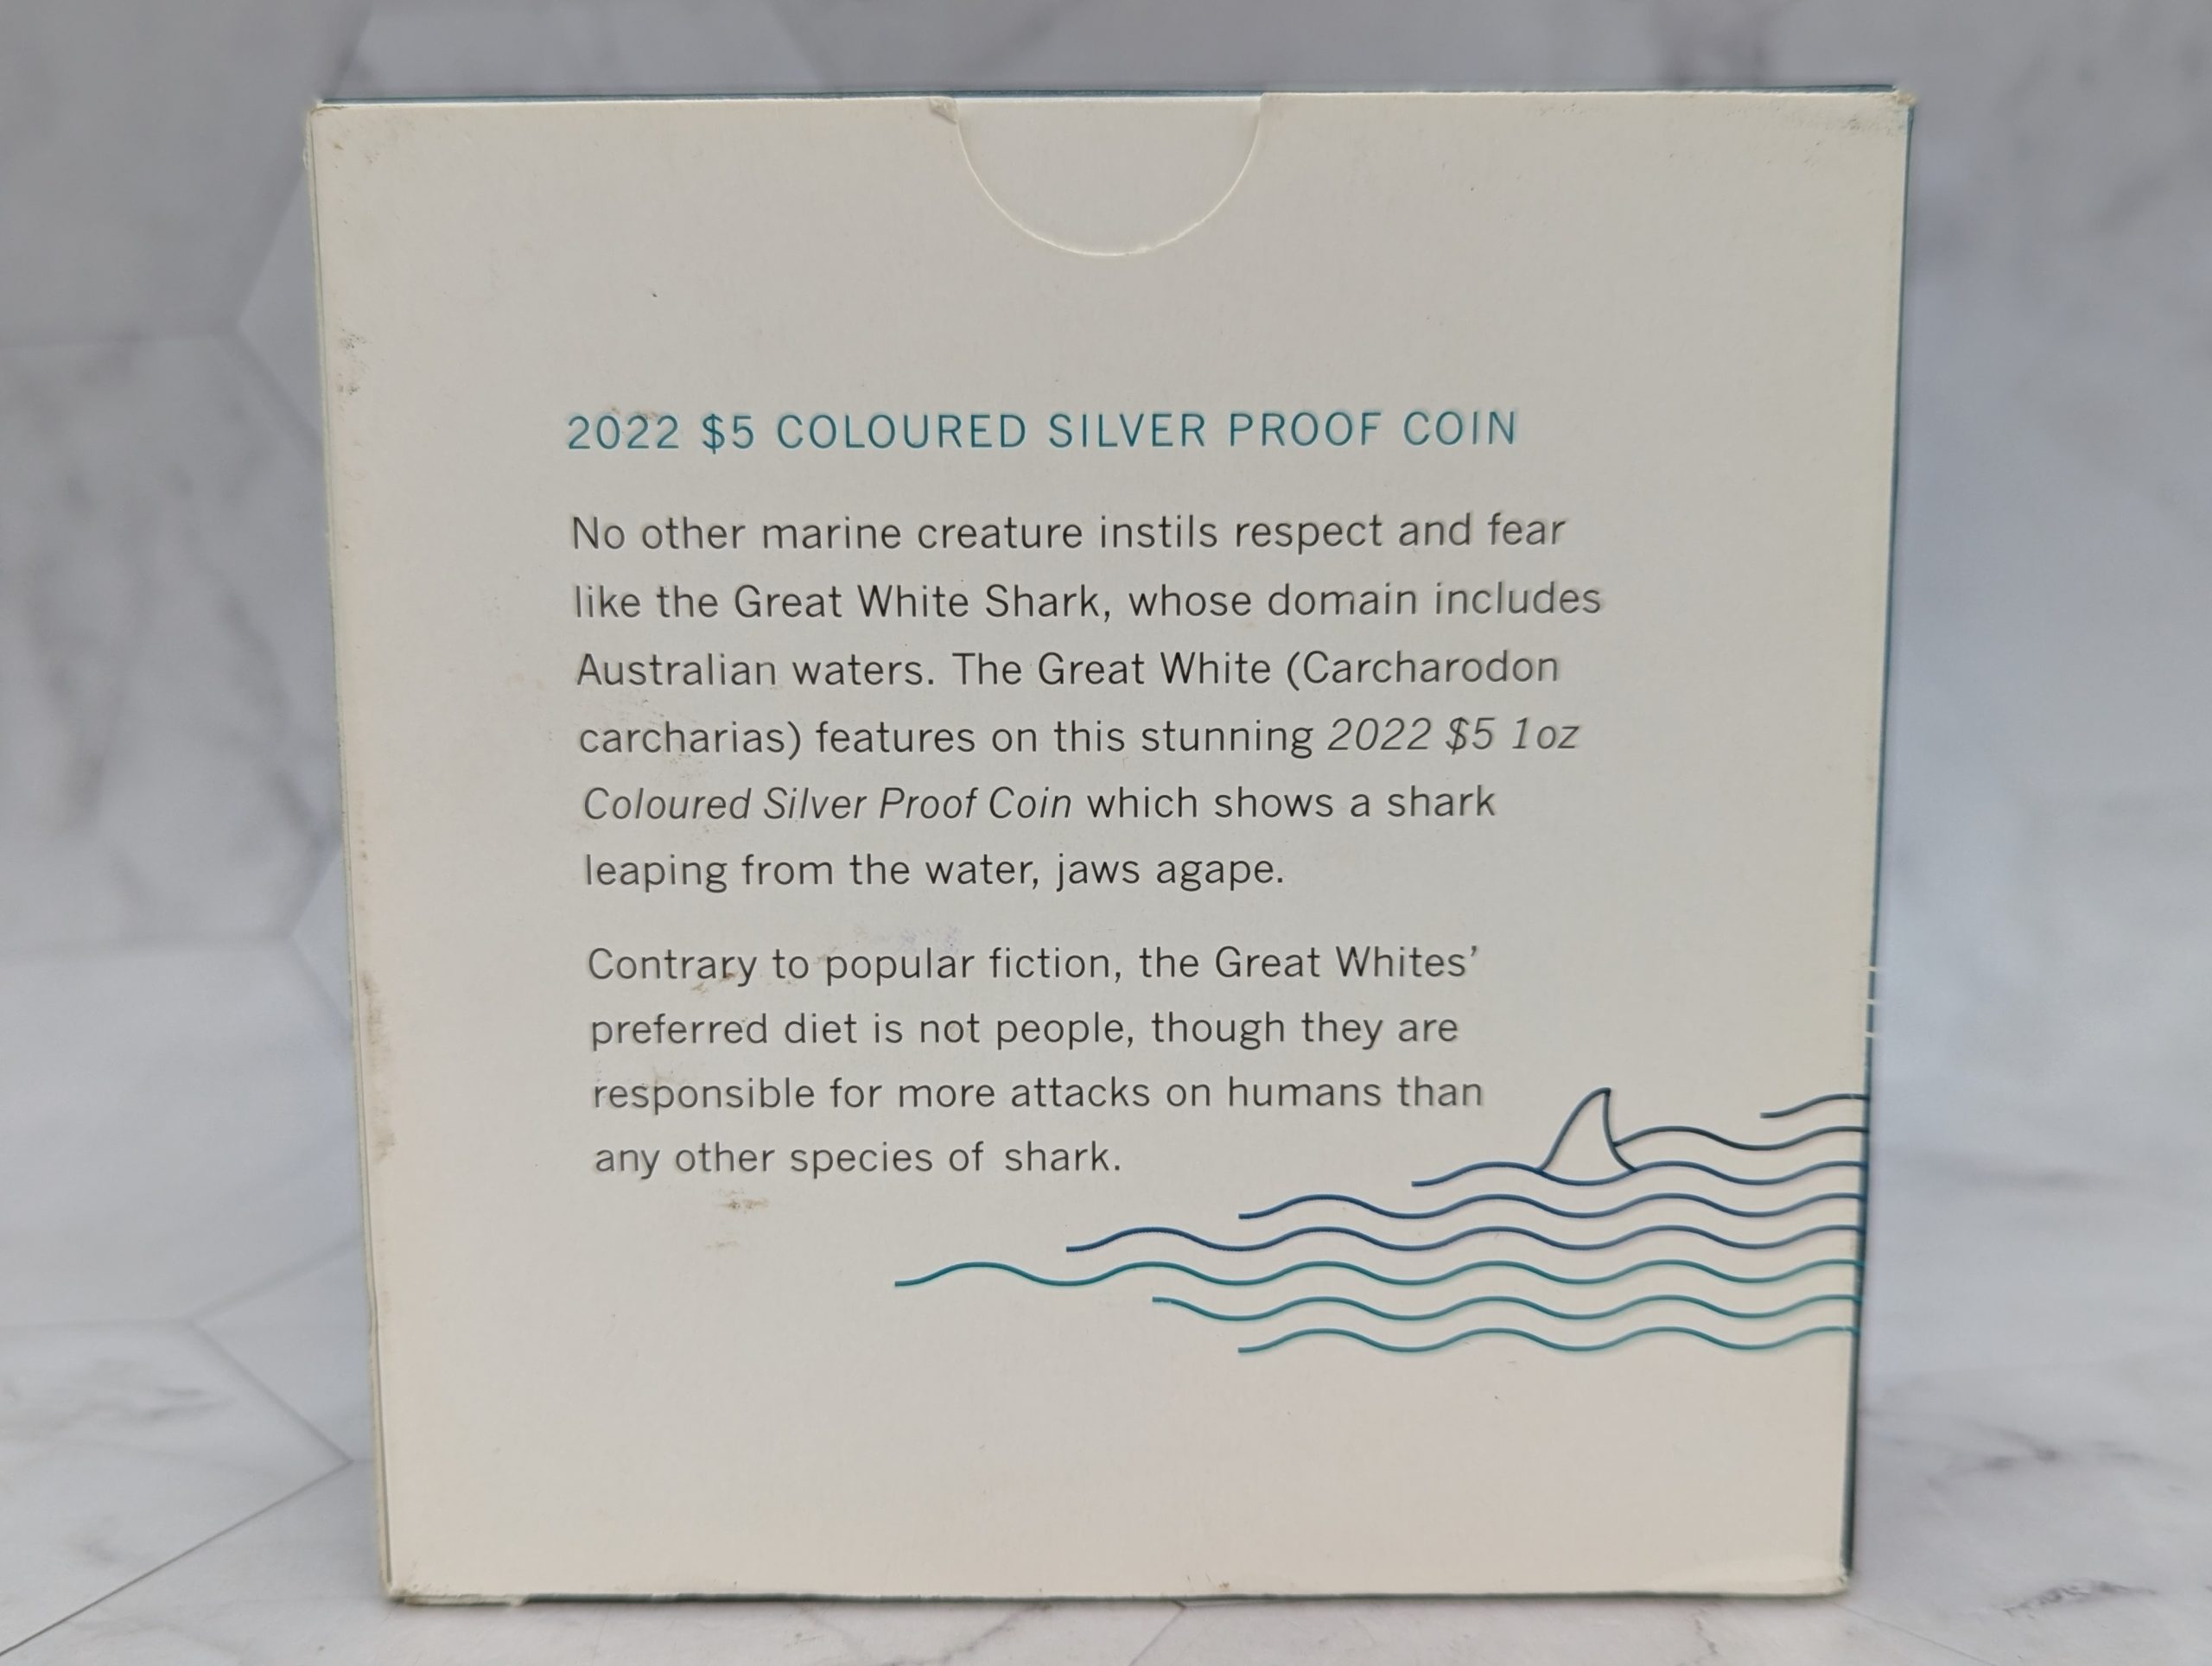 2022 $5 COLOURED SILVER PROOF COIN
No other marine creature instils respect and fear
like the Great White Shark, whose domain includes
Australian waters. The Great White (Carcharodon
carcharias) features on this stunning 2022 $5 1oz
Coloured Silver Proof Coin which shows a shark
leaping from the water, jaws agape.
Contrary to popular fiction, the Great Whites’
preferred diet is not people, though they are
responsible for more attacks on humans than
any other species of shark.